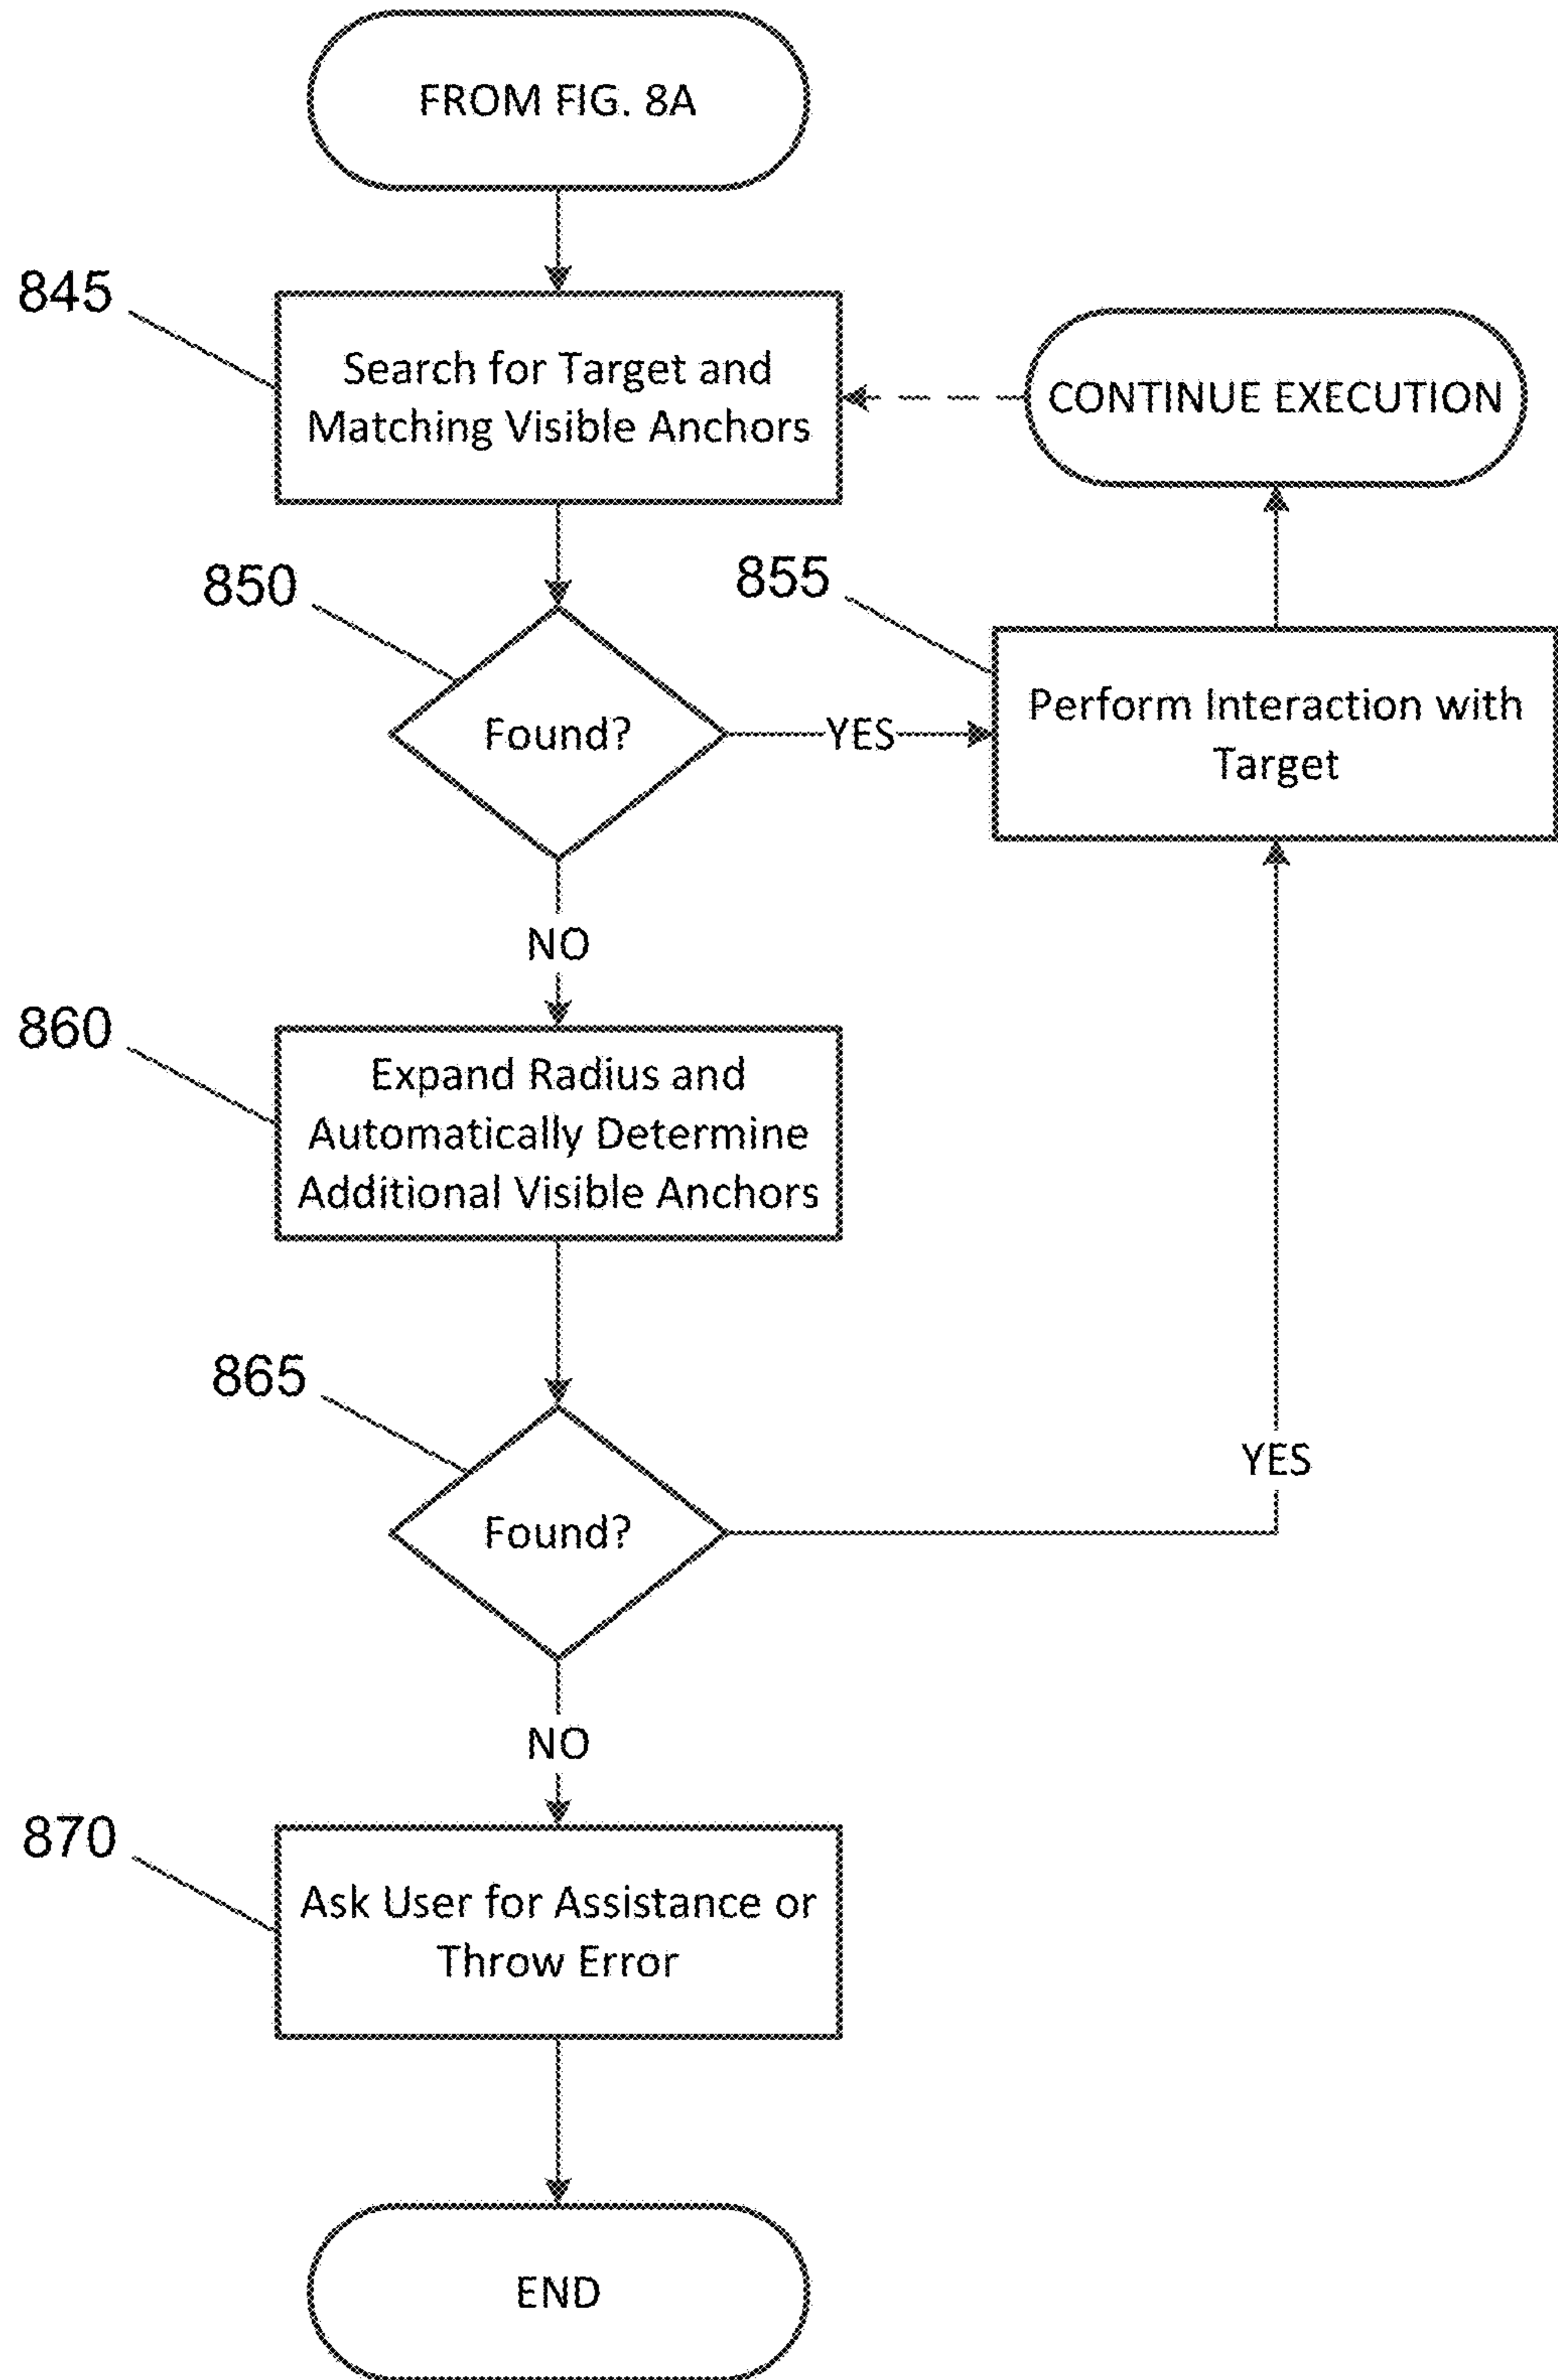 FROM FIG. 8A
845
Search for Target and
Matching Visible Anchors
CONTINUE EXECUTION
850
Found?
YES
855
Perform Interaction with
Target
NO
860
Expand Radius and
Automatically Determine
Additional Visible Anchors
865
Found?
YES
NO
870
Ask User for Assistance or
Throw Error
END